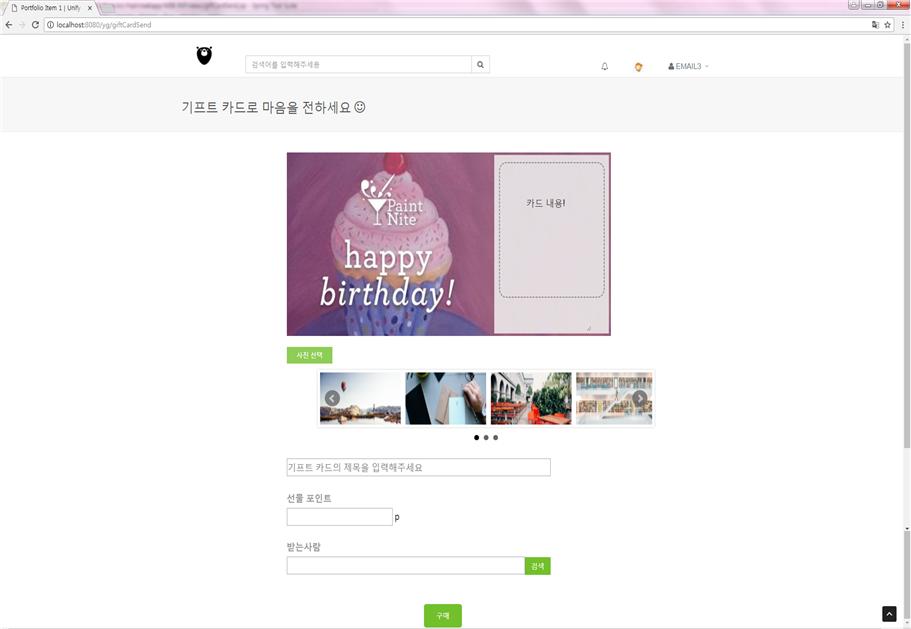 Portfolio Item 1 | Unify
localhost:8080/yg/giftCardSend
검색어를 입력해주세용
EMAIL3
기프트 카드로 마음을 전하세요
Paint
Nite
happy
birthday!
카드 내용!
사진 선택
기프트 카드의 제목을 입력해주세요
선물 포인트
p
받는사람
검색
구매